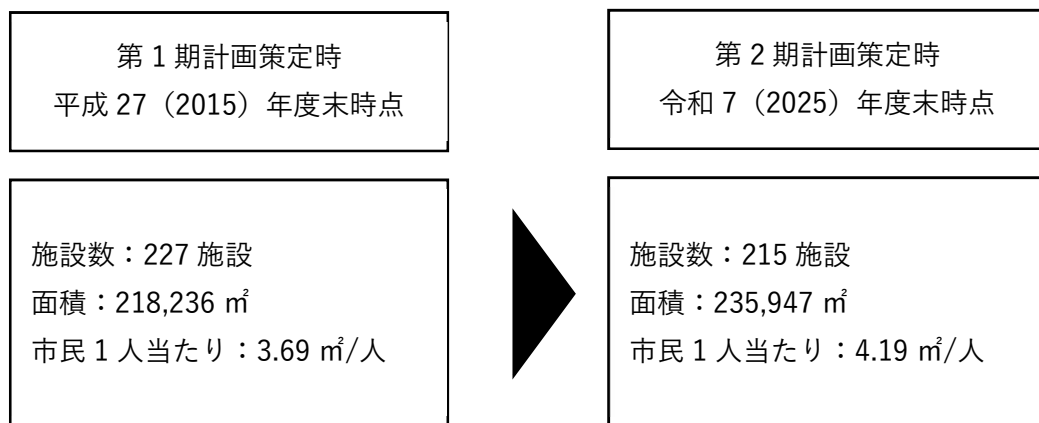 第 1 期計画策定時
平成 27（2015）年度末時点
第 2 期計画策定時
令和 7（2025）年度末時点
施設数：227 施設
面積：218,236 ㎡
市民 1 人当たり：3.69 ㎡/人
施設数：215 施設
面積：235,947 ㎡
市民 1 人当たり：4.19 ㎡/人